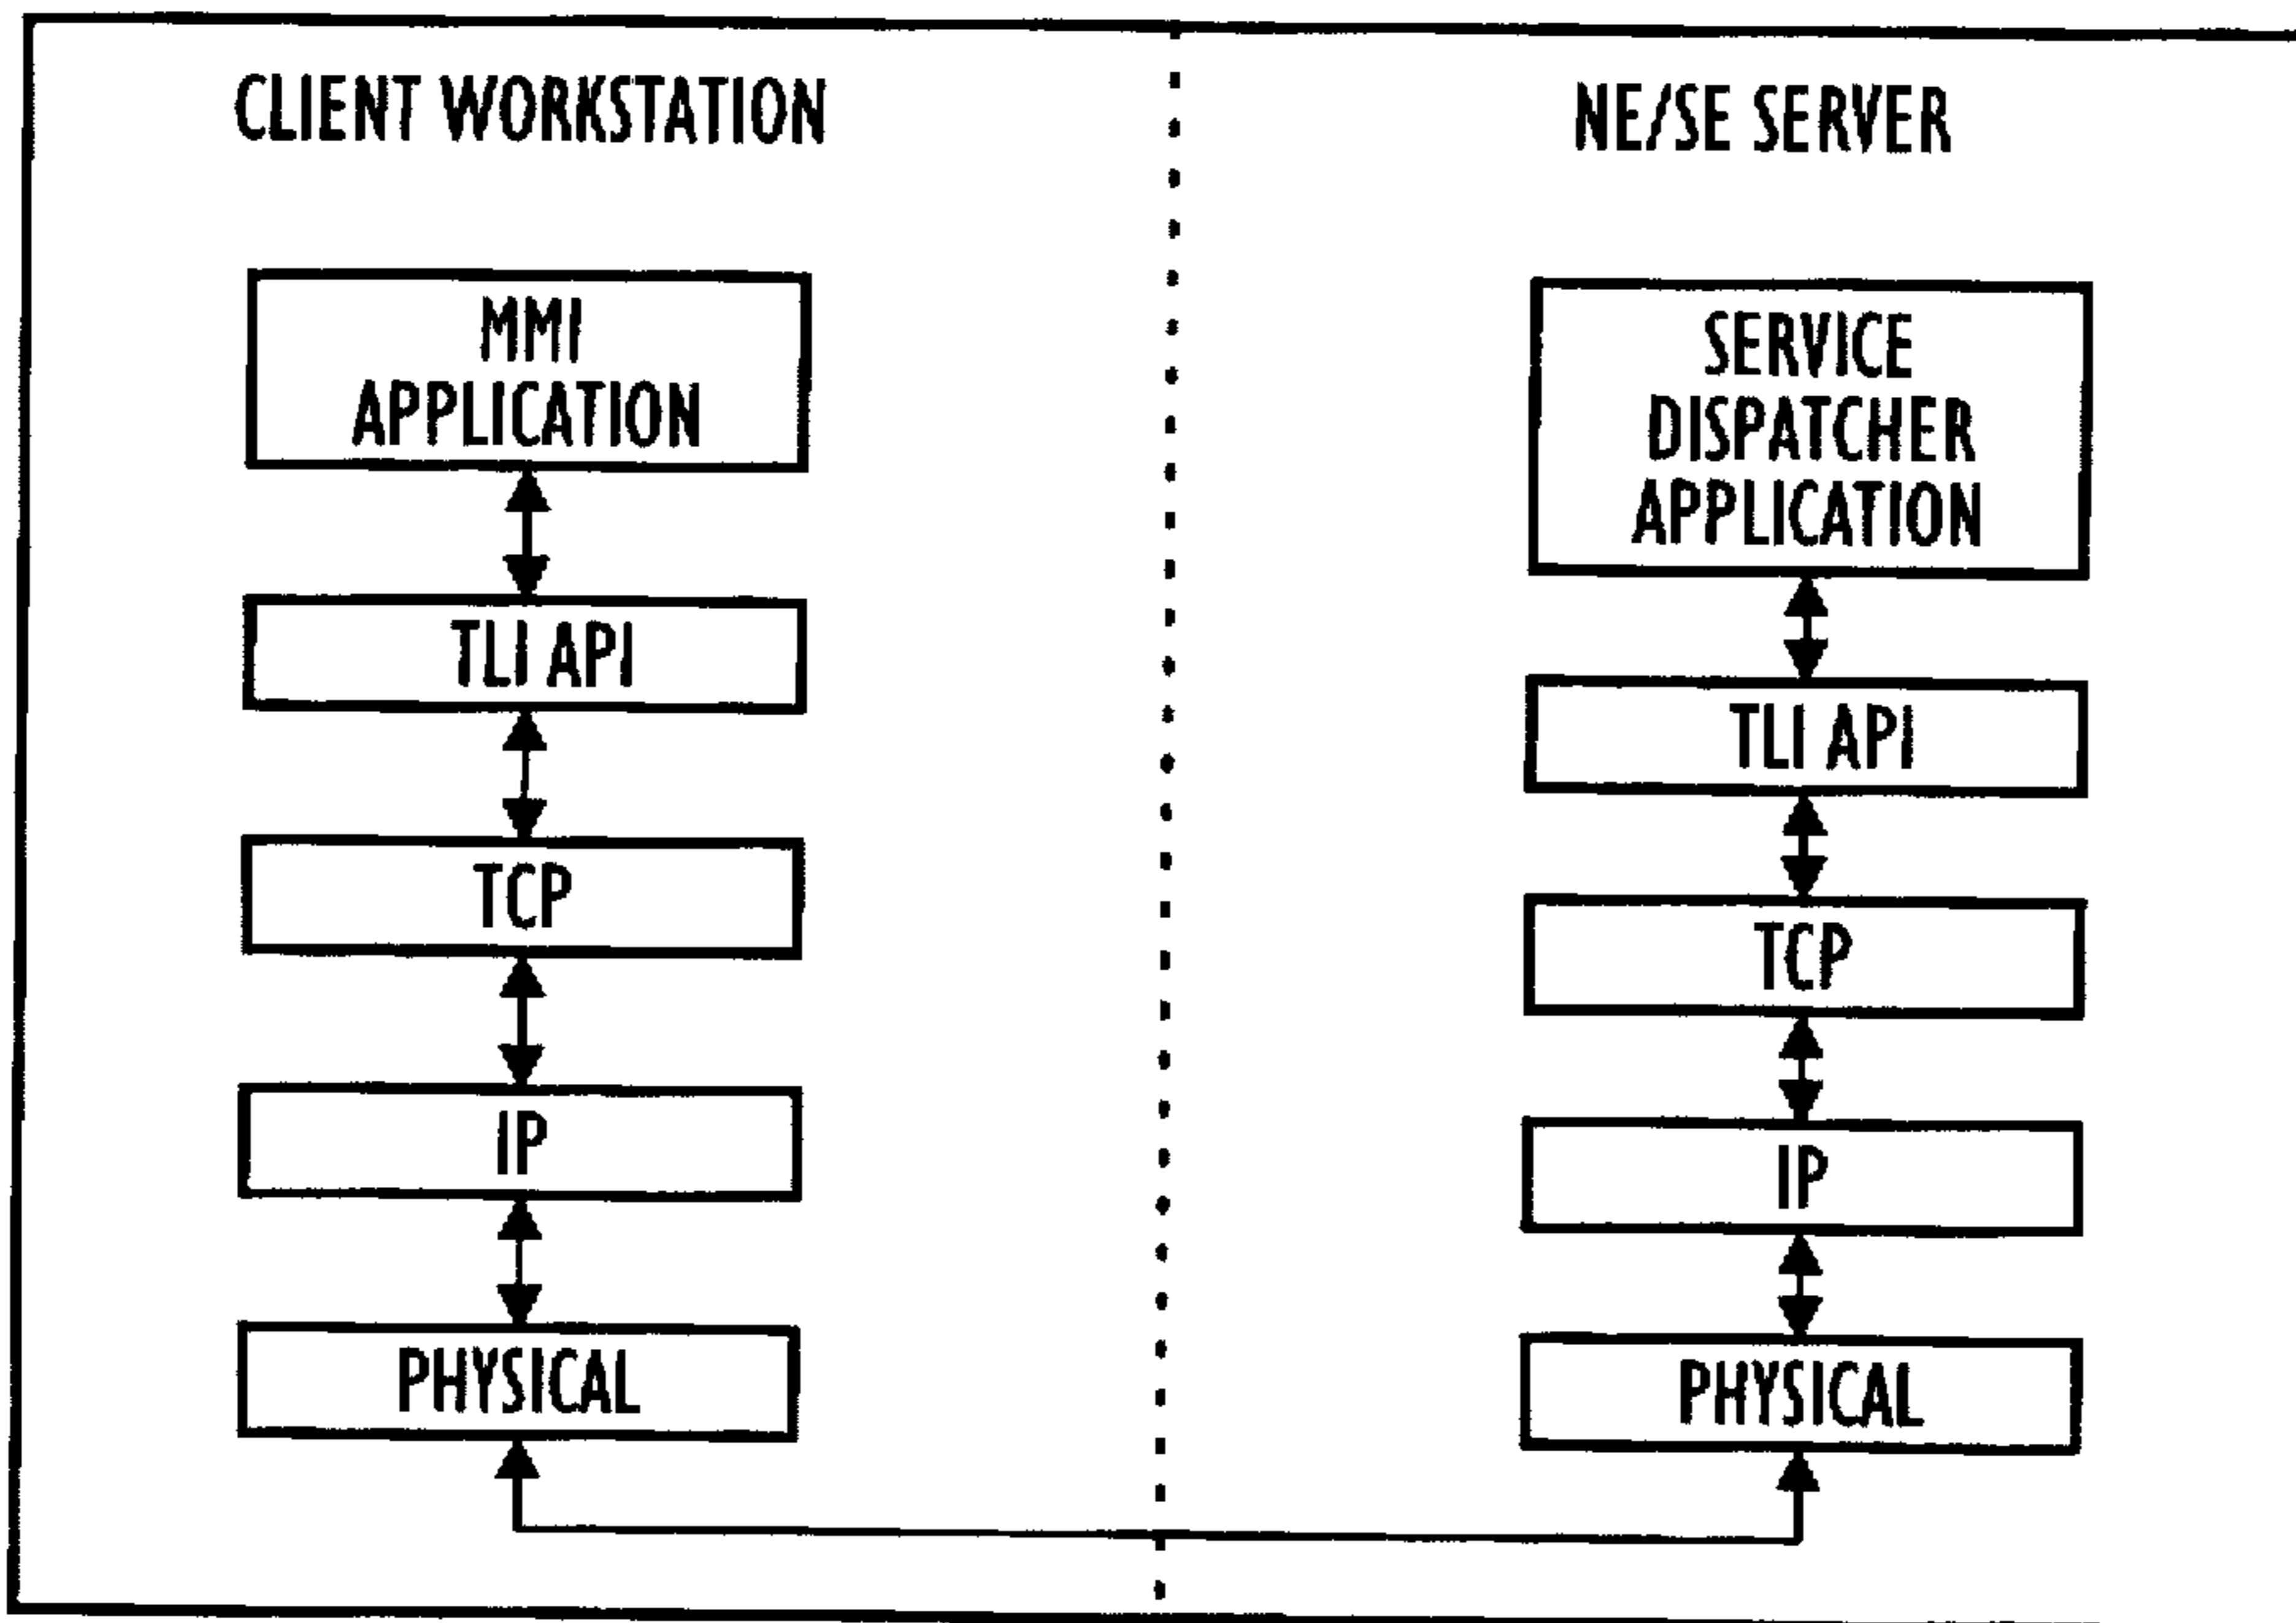 CLIENT WORKSTATION
MMI
APPLICATION
TLI API
TCP
IP
PHYSICAL
NE/SE SERVER
SERVICE
DISPATCHER
APPLICATION
TLI API
TCP
IP
PHYSICAL